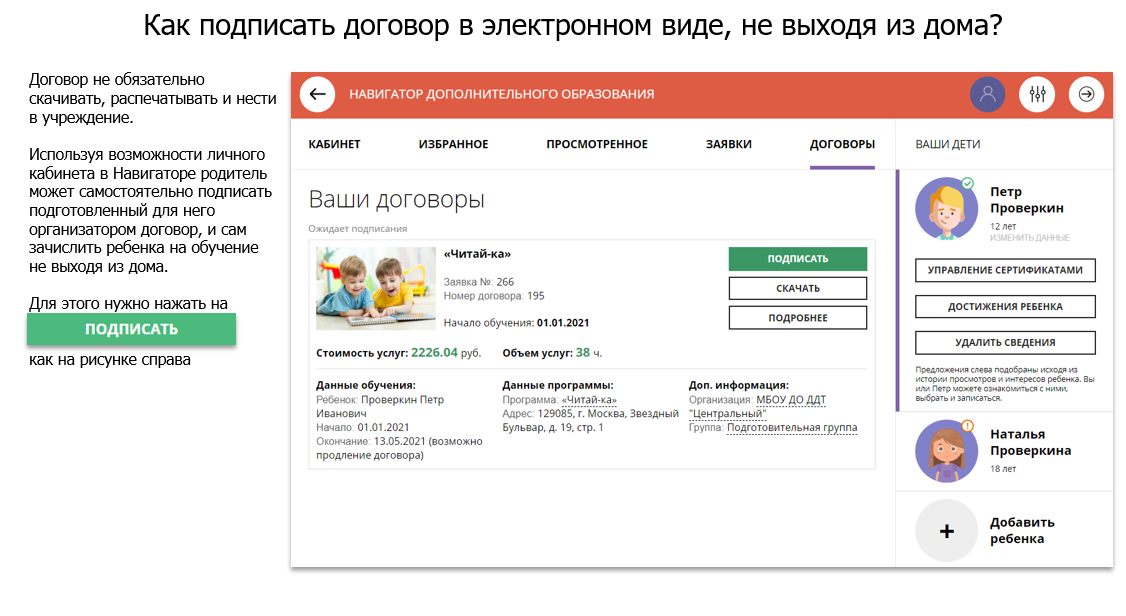 Как подписать договор в электронном виде, не выходя из дома?
Договор не обязательно
скачивать, распечатывать и нести
в учреждение.
Используя возможности личного
кабинета в Навигаторе родитель
может самостоятельно подписать
подготовленный для него
организатором договор, и сам
зачислить ребенка на обучение
не выходя из дома.
Для этого нужно нажать на
ПОДПИСАТЬ
как на рисунке справа
НАВИГАТОР ДОПОЛНИТЕЛЬНОГО ОБРАЗОВАНИЯ
КАБИНЕТ ИЗБРАННОЕ ПРОСМОТРЕННОЕ ЗАЯВКИ ДОГОВОРЫ
Ваши договоры
Ожидает подписания
«Читай-ка»
Заявка №: 266
Номер договора: 195
Начало обучения: 01.01.2021
ПОДПИСАТЬ
СКАЧАТЬ
ПОДРОБНЕЕ
Стоимость услуг: 2226.04 руб. Объем услуг: 38 ч.
Данные обучения:
Ребенок: Проверкин Петр
Иванович
Начало: 01.01.2021
Окончание: 13.05.2021 (возможно
продление договора)
Данные программы:
Программа: «Читай-ка»
Адрес: 129085, г. Москва, Звездный
Бульвар, д. 19, стр. 1
Доп. информация:
Организация: МБОУ ДО ДДТ
"Центральный"
Группа: Подготовительная группа
ВАШИ ДЕТИ
Петр
Проверкин
12 лет
ИЗМЕНИТЬ ДАННЫЕ
УПРАВЛЕНИЕ СЕРТИФИКАТАМИ
ДОСТИЖЕНИЯ РЕБЕНКА
УДАЛИТЬ СВЕДЕНИЯ
Предложения слева подобраны исходя из
истории просмотров и интересов ребенка. Вы
или Петр можете ознакомиться с ними,
выбрать и записаться.
Наталья
Проверкина
18 лет
Добавить
ребенка